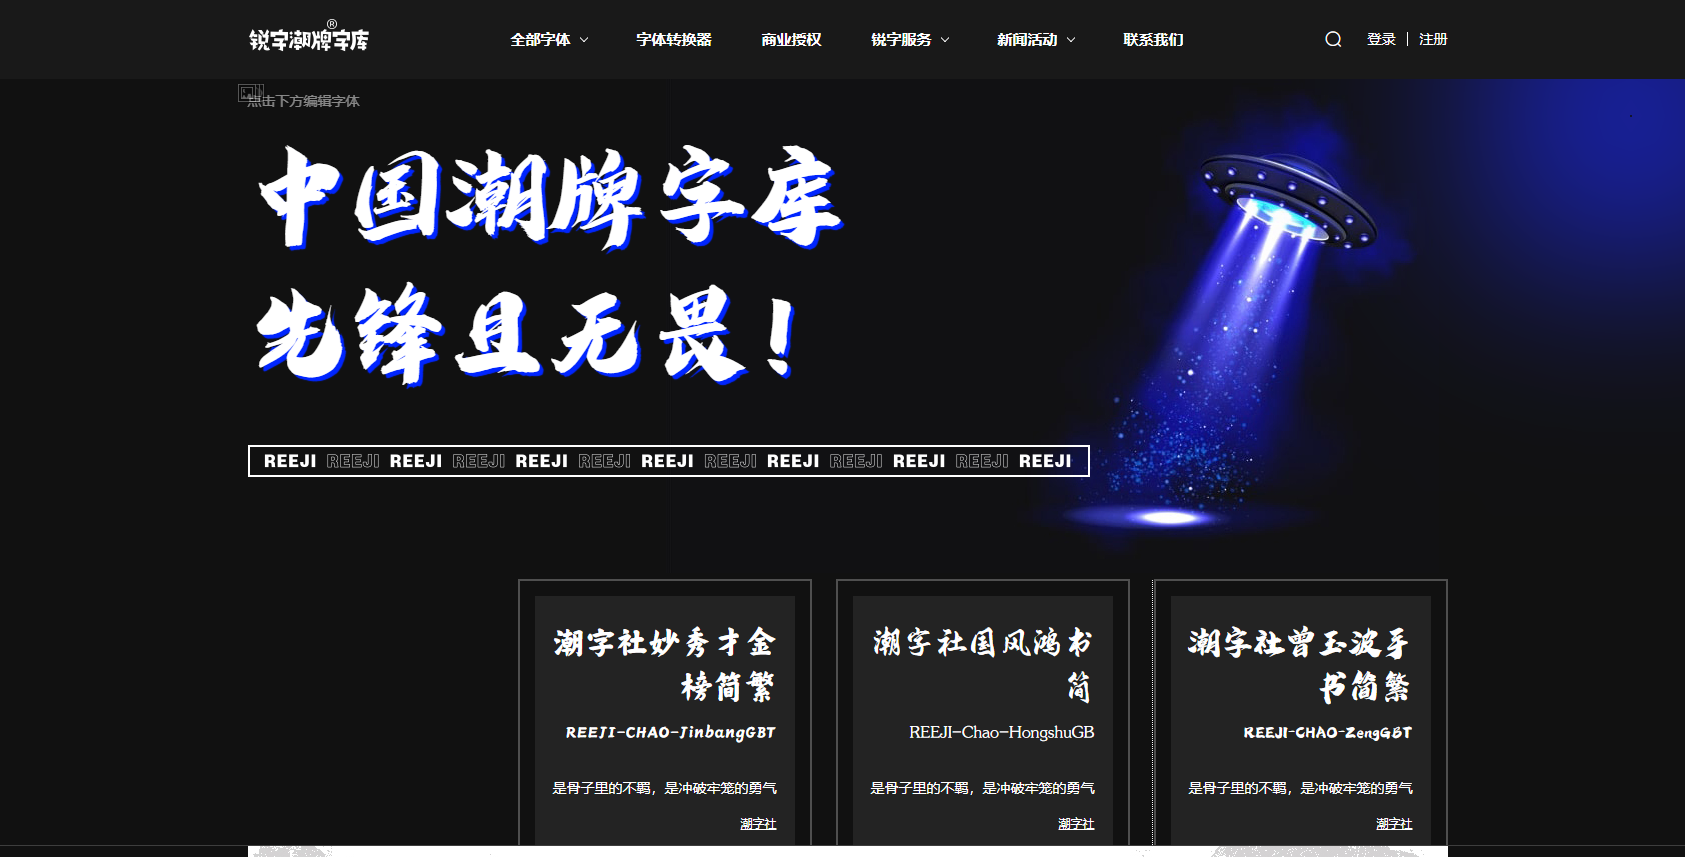 锐字潮牌字库®
全部字体 字体转换器 商业授权 锐字服务 新闻活动 联系我们 登录 | 注册
点击下方编辑字体
中国潮牌字库
先锋且无畏！
REEJI REEJI REEJI REEJI REEJI REEJI REEJI REEJI REEJI REEJI REEJI REEJI REEJI
潮字社妙秀才金
榜简繁
REEJI-CHAO-JinbangGBT
是骨子里的不羁，是冲破牢笼的勇气
潮字社
潮字社国风鸿书
简
REEJI-Chao-HongshuGB
是骨子里的不羁，是冲破牢笼的勇气
潮字社
潮字社曾玉波手
书简繁
REEJI-CHAO-ZengGBT
是骨子里的不羁，是冲破牢笼的勇气
潮字社